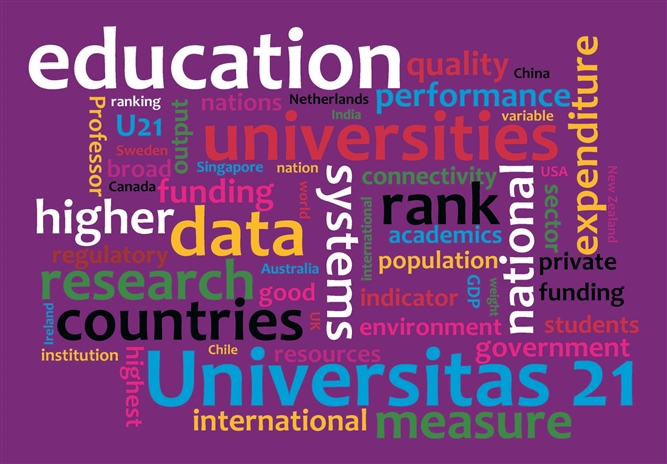 education
quality
China
expenditure
Professor
ranking
output
nations
Netherlands
performance
U21
India
variable
universities
Sweden
broad
Singapore
nation
systems
connectivity
national
USA
New Zealand
Canada
funding
world
international
rank
sector
higher
data
academics
regulatory
population
private
research
Australia
GDP
weight
good
indicator
funding
Ireland
countries
UK
environment
students
institution
Chile
resources
government
highest
Universitas 21
international
measure